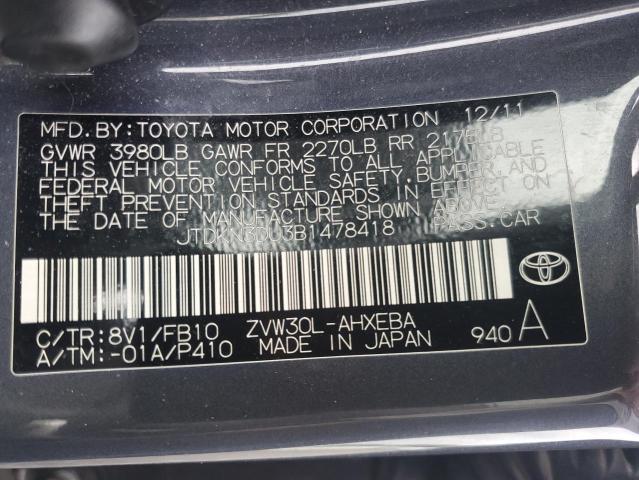 MFD. BY: TOYOTA MOTOR CORPORATION 12/11
GVWR 3980LB GAWR FR 2270LB RR 2175LB
THIS VEHICLE CONFORMS TO ALL APPLICABLE
FEDERAL MOTOR VEHICLE SAFETY, BUMPER, AND
THEFT PREVENTION STANDARDS IN EFFECT ON
THE DATE OF MANUFACTURE SHOWN ABOVE.
JTDKN3DU3B1478418 PASS. CAR
C/TR:8V1/FB10 ZVW30L-AHXEBA
A/TM:-01A/P410 MADE IN JAPAN 940 A